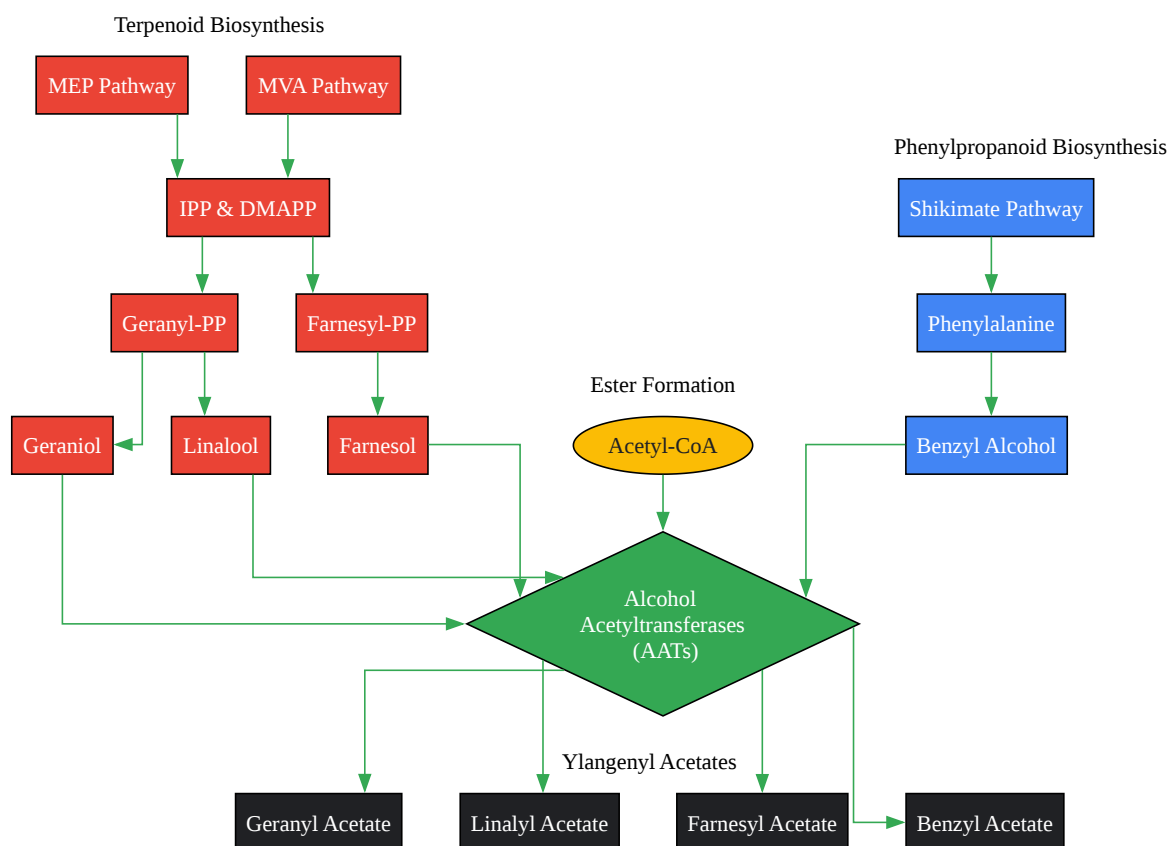 Terpenoid Biosynthesis
MEP Pathway
MVA Pathway
Phenylpropanoid Biosynthesis
IPP & DMAPP
Shikimate Pathway
Geranyl-PP
Farnesyl-PP
Phenylalanine
Ester Formation
Geraniol
Linalool
Farnesol
Acetyl-CoA
Benzyl Alcohol
Alcohol
Acetyltransferases
(AATs)
Ylangenyl Acetates
Geranyl Acetate
Linalyl Acetate
Farnesyl Acetate
Benzyl Acetate